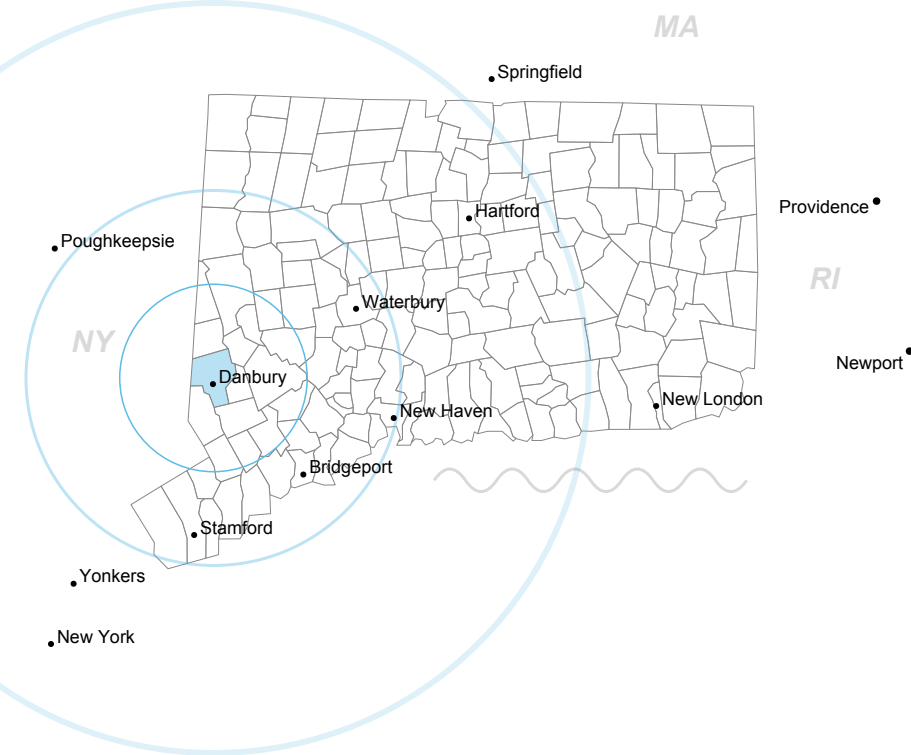 MA
Springfield
Providence
Hartford
Poughkeepsie
RI
Waterbury
NY
Newport
Danbury
New London
New Haven
Bridgeport
Stamford
Yonkers
New York